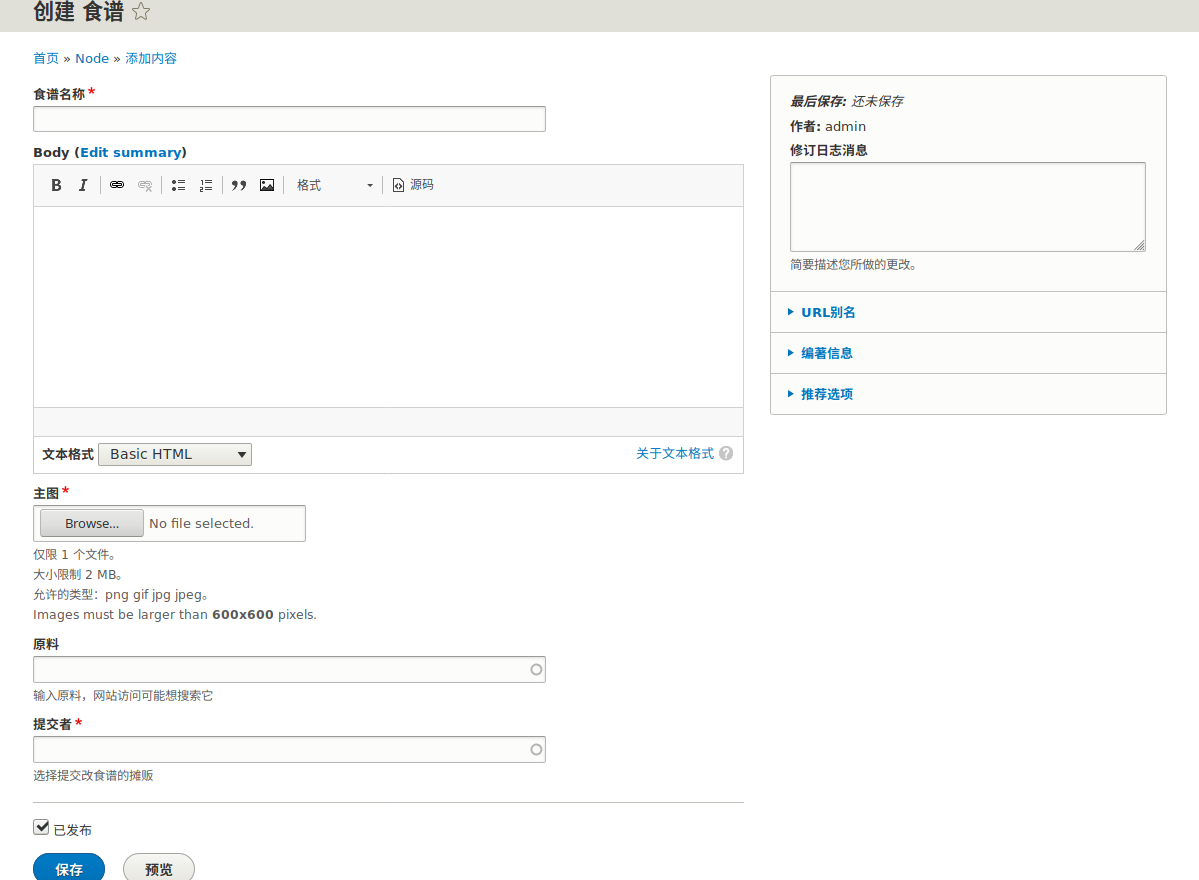 创建 食谱
首页 » Node » 添加内容
食谱名称*
Body (Edit summary)
B I 格式 源码
文本格式 Basic HTML 关于文本格式 ?
主图*
Browse... No file selected.
仅限 1 个文件。
大小限制 2 MB。
允许的类型：png gif jpg jpeg。
Images must be larger than 600x600 pixels.
原料
输入原料，网站访问可能想搜索它
提交者*
选择提交改食谱的摊贩
已发布
保存 预览
最后保存: 还未保存
作者: admin
修订日志消息
简要描述您所做的更改。
URL别名
编著信息
推荐选项